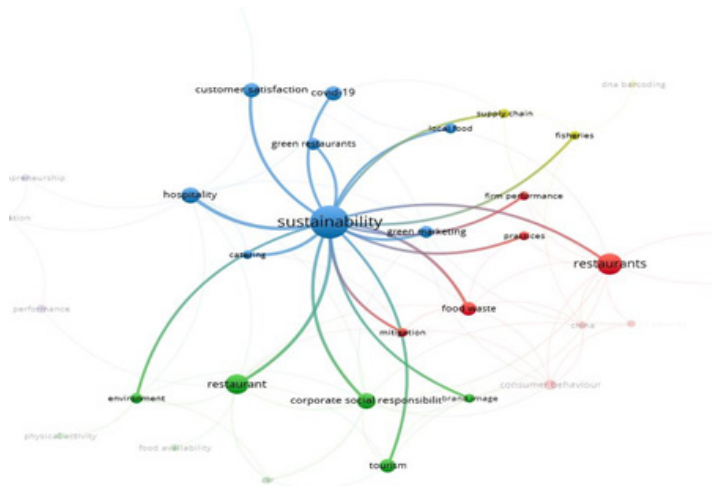 customer satisfaction
covid-19
dna barcoding
supply chain
local food
fisheries
green restaurants
hospitality
firm performance
sustainability
green marketing
practices
catering
restaurants
performance
food waste
mitigation
china
consumer behaviour
restaurant
environment
corporate social responsibilit
brand image
physical activity
food availability
tourism